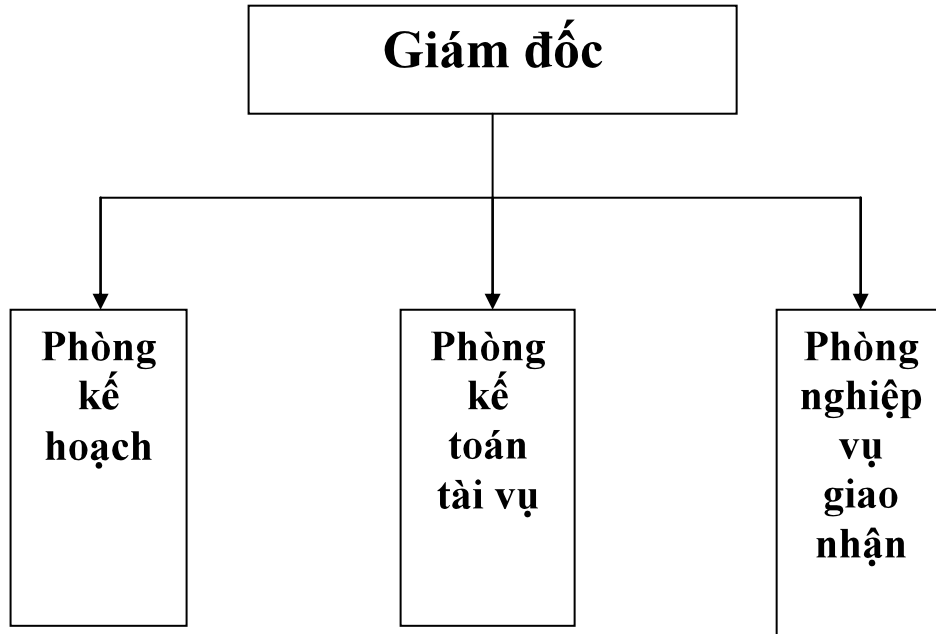 Giám đốc
Phòng
kế
hoạch
Phòng
kế
toán
tài vụ
Phòng
nghiệp
vụ
giao
nhận